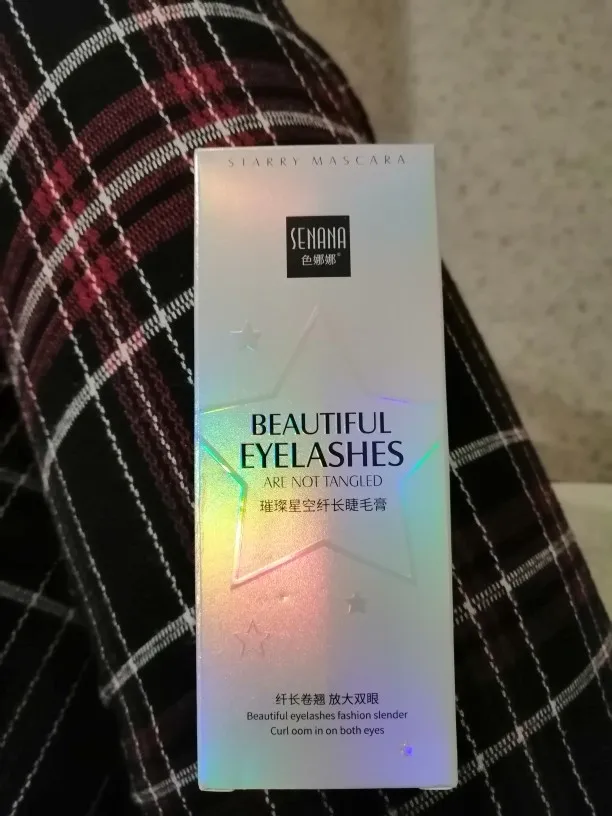 STARRY MASCARA
SENANA
色娜娜®
BEAUTIFUL
EYELASHES
ARE NOT TANGLED
璀璨星空纤长睫毛膏
纤长卷翘 放大双眼
Beautiful eyelashes fashion slender
Curl oom in on both eyes